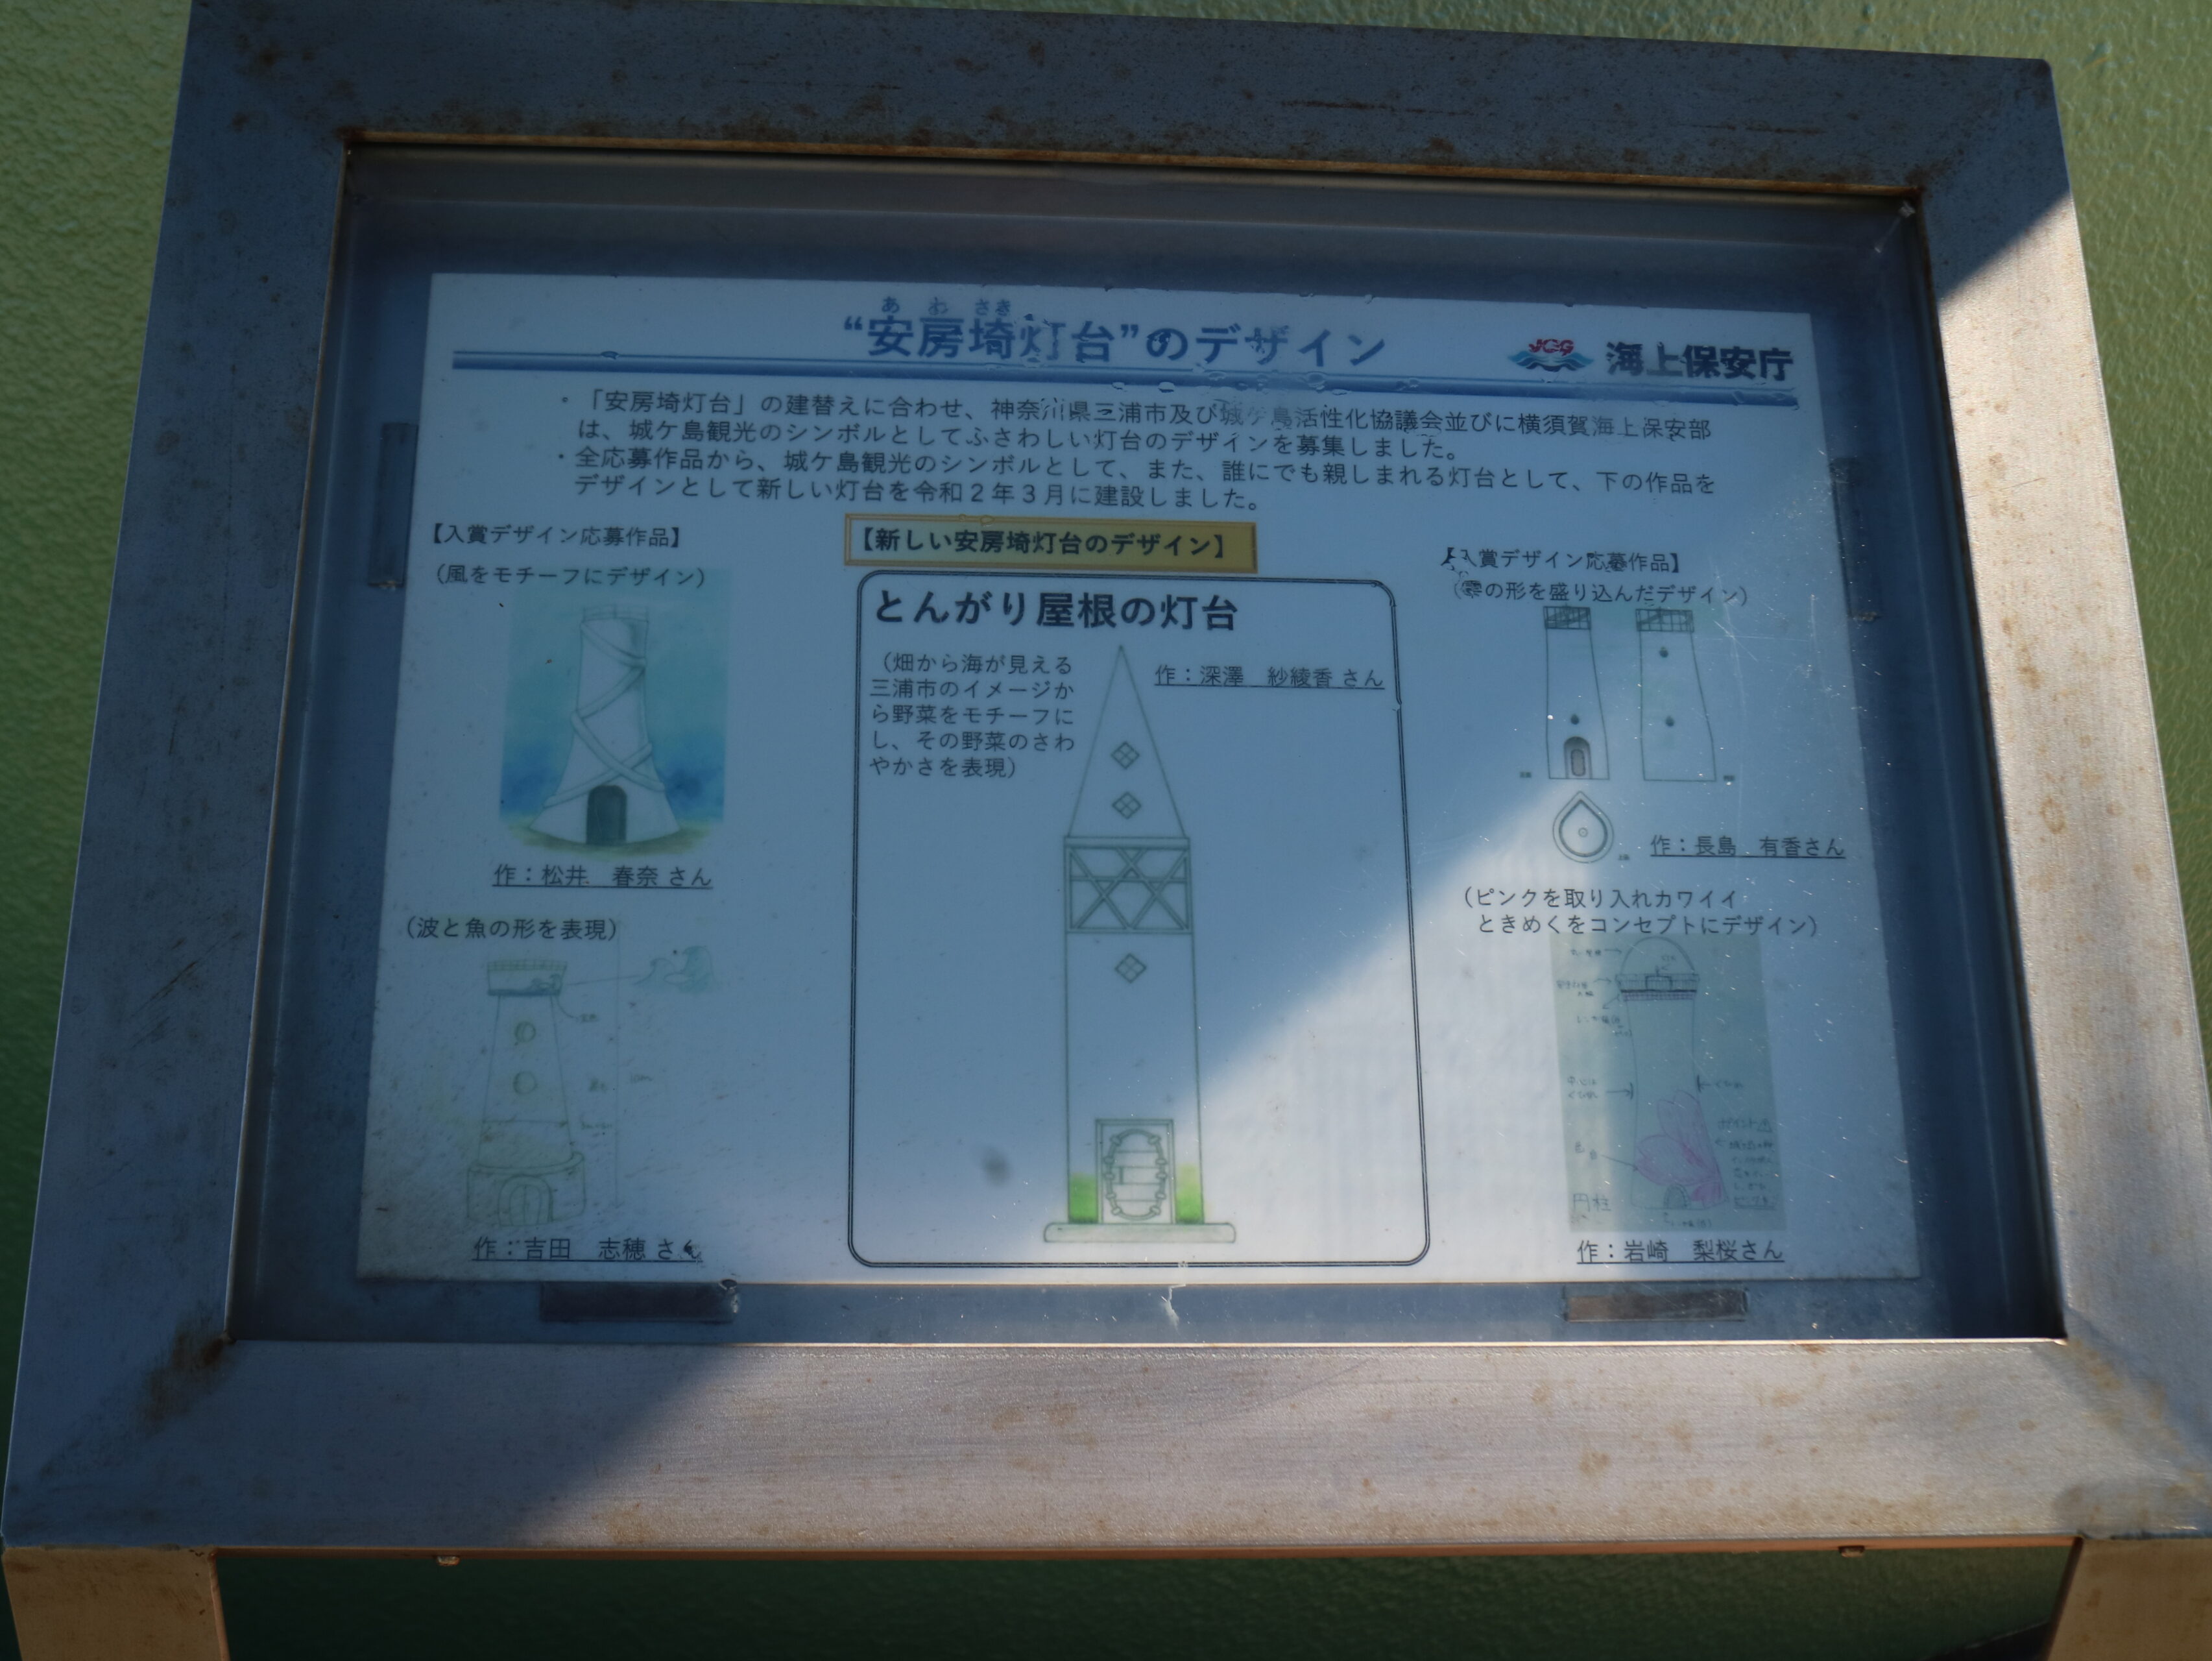 あ わ さき
“安房埼灯台”のデザイン
JCG 海上保安庁
・「安房埼灯台」の建替えに合わせ、神奈川県三浦市及び城ケ島活性化協議会並びに横須賀海上保安部
は、城ケ島観光のシンボルとしてふさわしい灯台のデザインを募集しました。
・全応募作品から、城ケ島観光のシンボルとして、また、誰にでも親しまれる灯台として、下の作品を
デザインとして新しい灯台を令和２年３月に建設しました。
【入賞デザイン応募作品】
（風をモチーフにデザイン）
作：松井 春奈 さん
（波と魚の形を表現）
作：吉田 志穂 さん
【新しい安房埼灯台のデザイン】
とんがり屋根の灯台
（畑から海が見える
三浦市のイメージか
ら野菜をモチーフに
し、その野菜のさわ
やかさを表現）
作：深澤 紗綾香 さん
入賞デザイン応募作品】
の形を盛り込んだデザイン）
作：長島 有香さん
（ピンクを取り入れカワイイ
ときめくをコンセプトにデザイン）
円柱
作：岩崎 梨桜さん